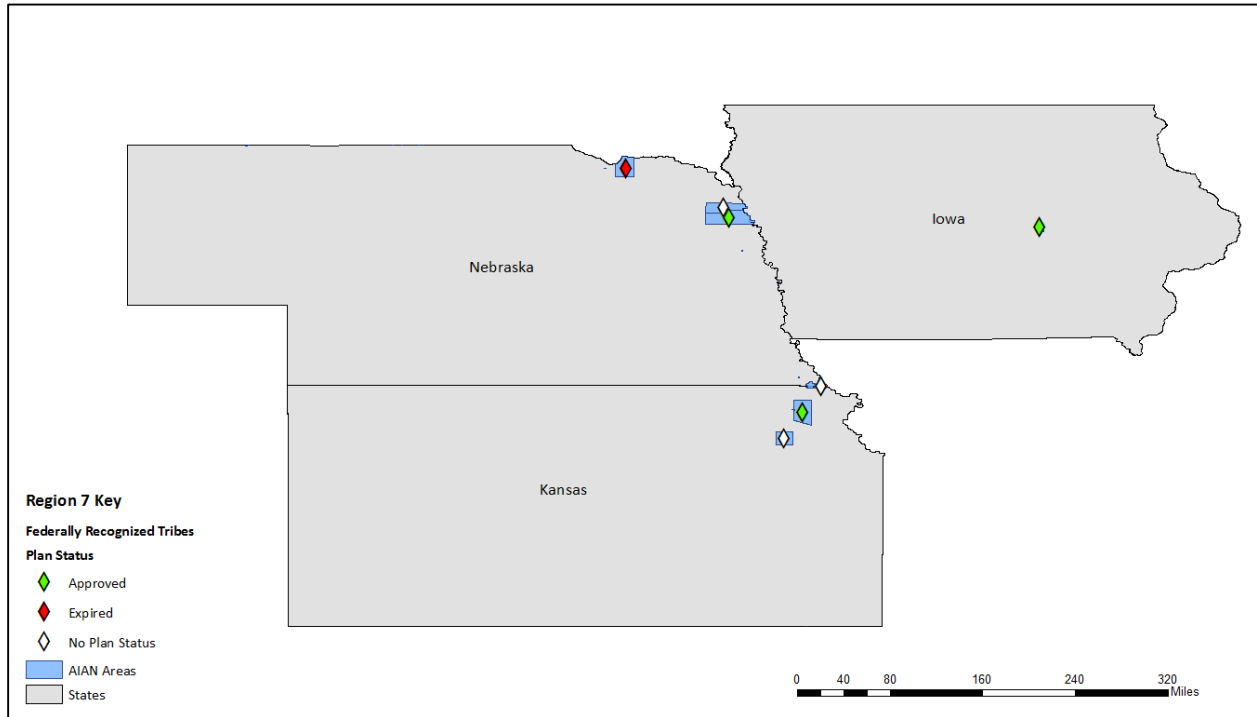 Iowa
Nebraska
Kansas
Region 7 Key
Federally Recognized Tribes
Plan Status
Approved
Expired
No Plan Status
AIAN Areas
States
0 40 80 160 240 320
Miles